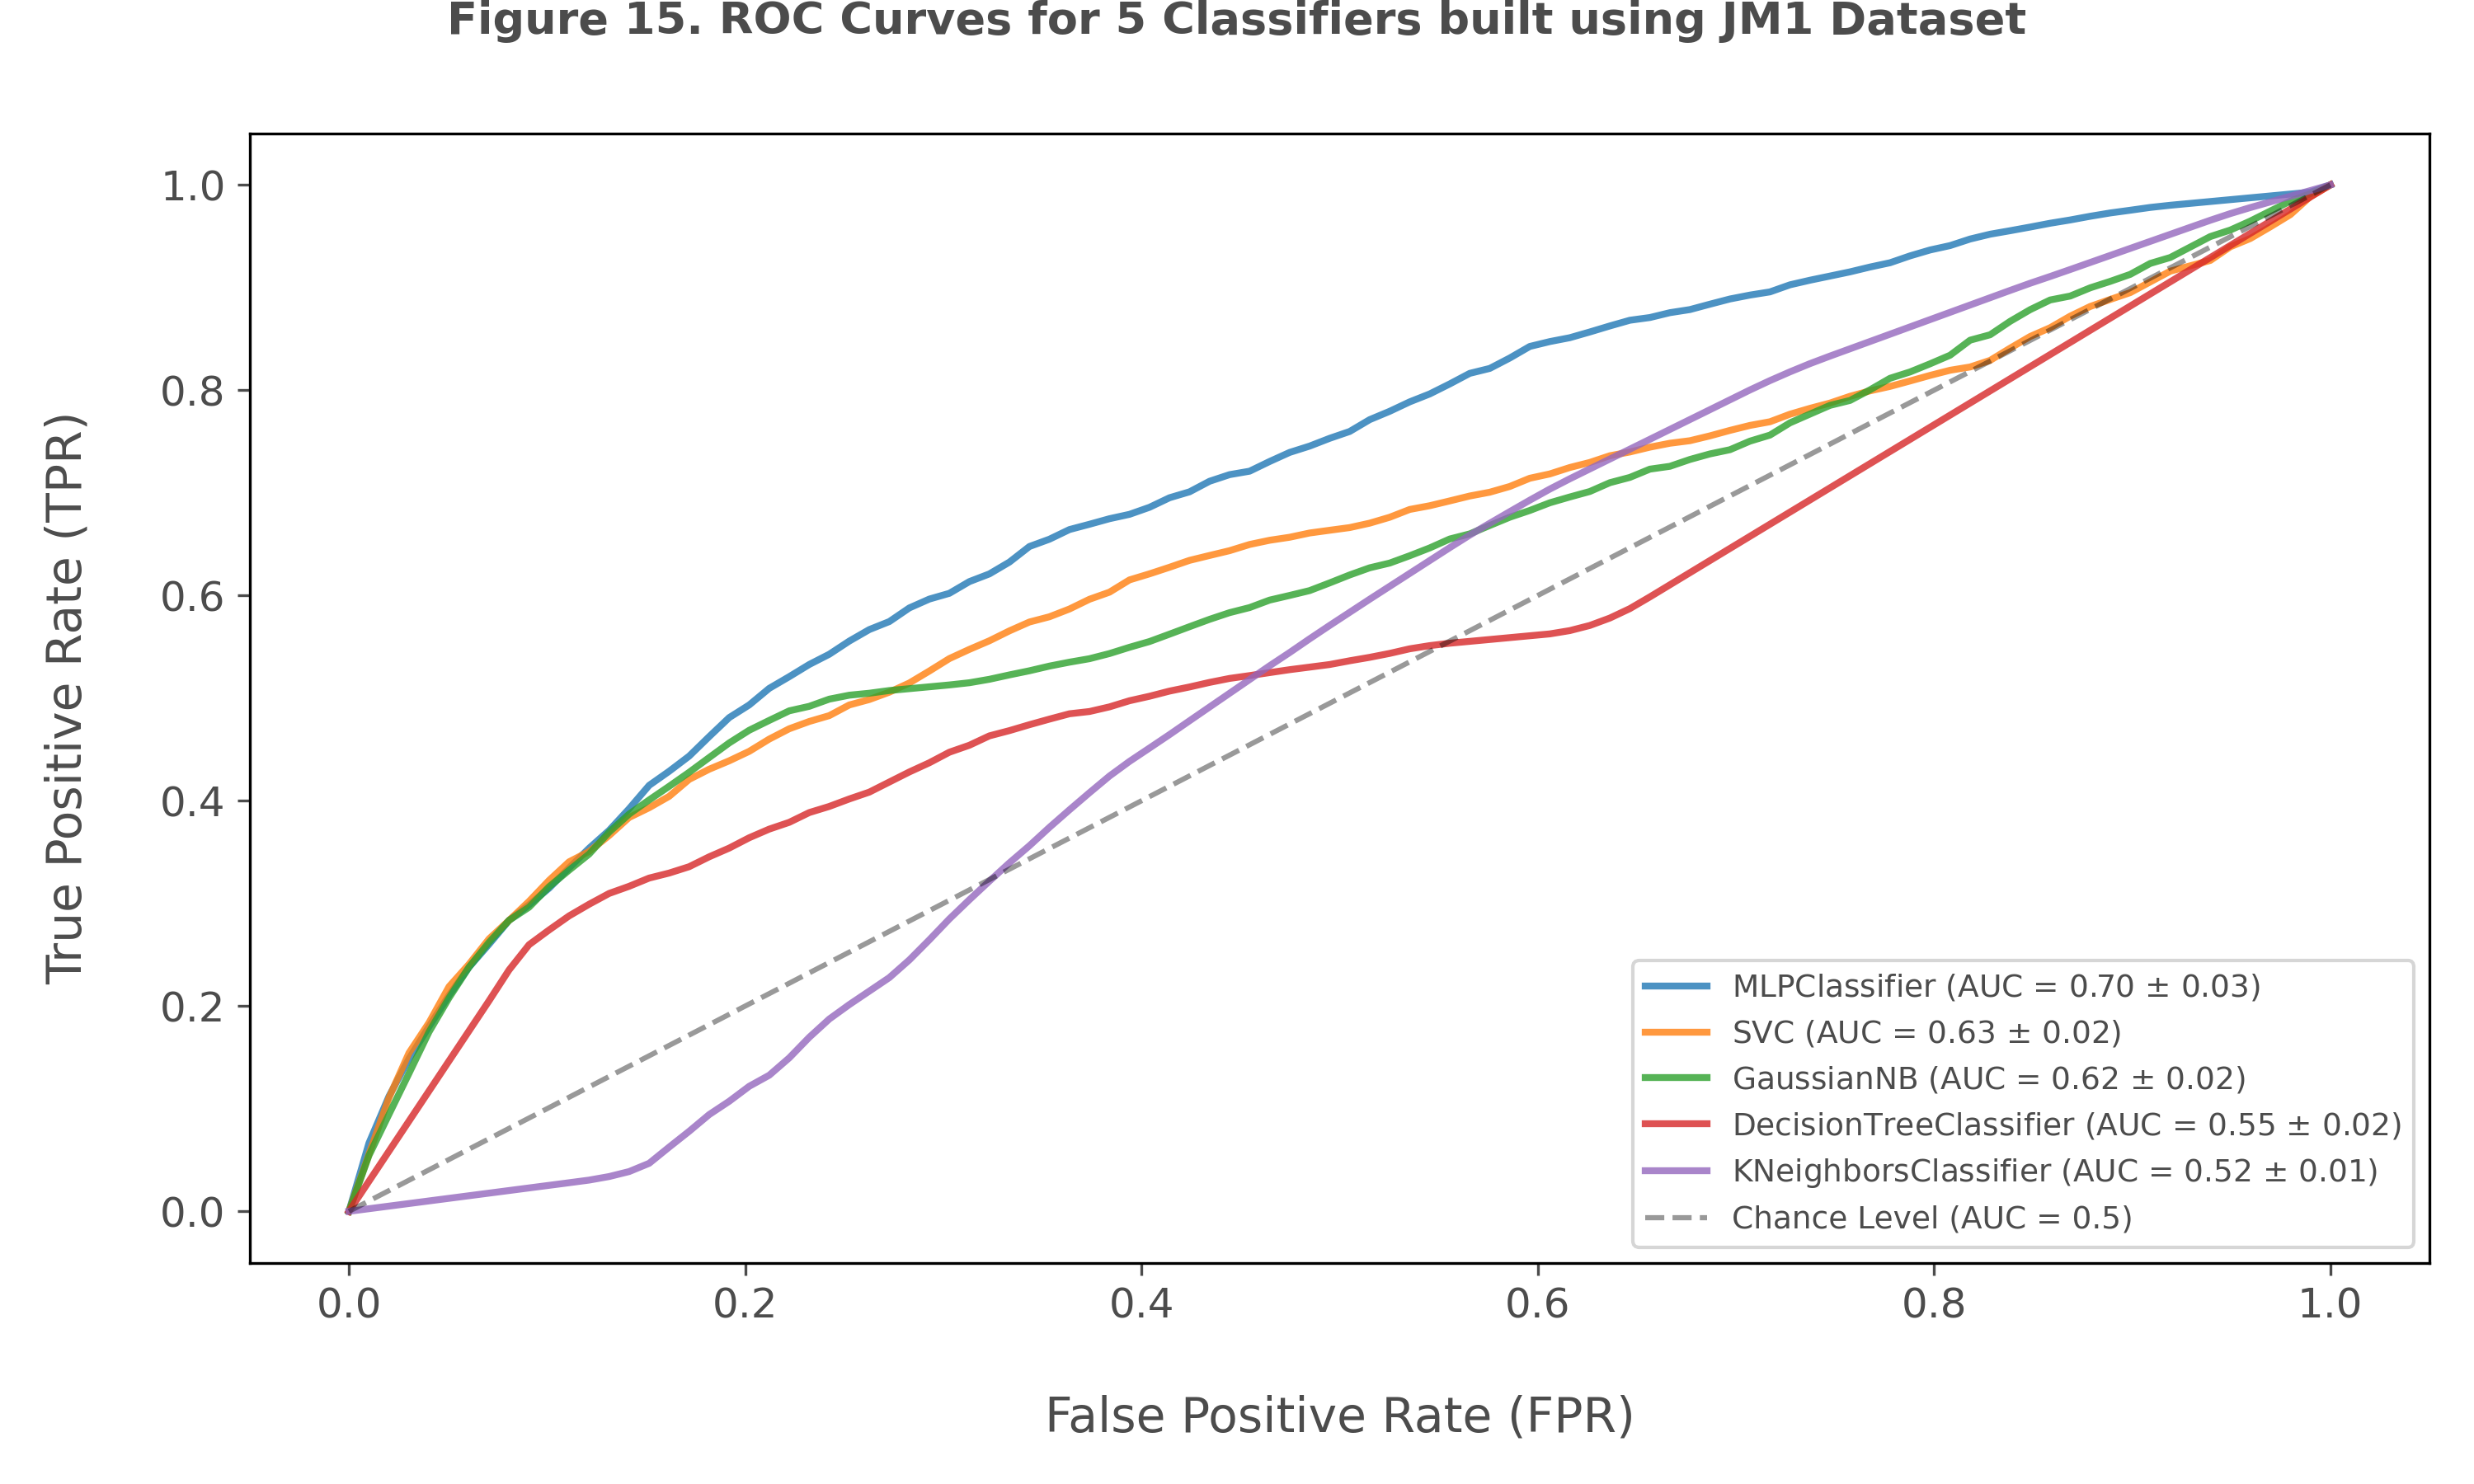 Figure 15. ROC Curves for 5 Classifiers built using JM1 Dataset
True Positive Rate (TPR)
1.0
0.8
0.6
0.4
0.2
0.0
MLPClassifier (AUC = 0.70 ± 0.03)
SVC (AUC = 0.63 ± 0.02)
GaussianNB (AUC = 0.62 ± 0.02)
DecisionTreeClassifier (AUC = 0.55 ± 0.02)
KNeighborsClassifier (AUC = 0.52 ± 0.01)
Chance Level (AUC = 0.5)
0.0 0.2 0.4 0.6 0.8 1.0
False Positive Rate (FPR)